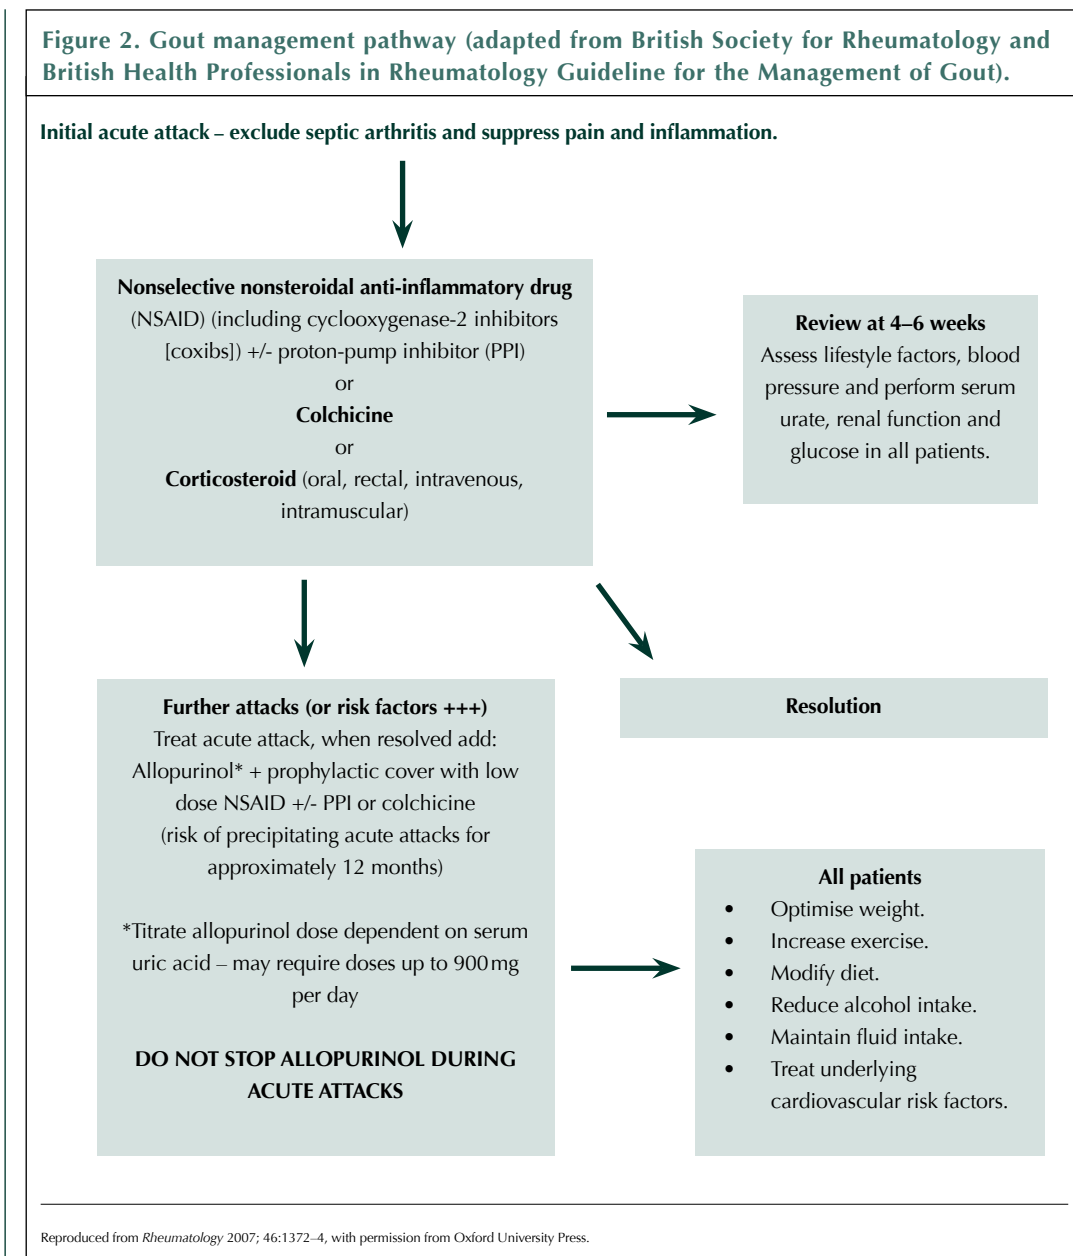 Figure 2. Gout management pathway (adapted from British Society for Rheumatology and
British Health Professionals in Rheumatology Guideline for the Management of Gout).
Initial acute attack – exclude septic arthritis and suppress pain and inflammation.
Nonselective nonsteroidal anti-inflammatory drug
(NSAID) (including cyclooxygenase-2 inhibitors
[coxibs]) +/- proton-pump inhibitor (PPI)
or
Colchicine
or
Corticosteroid (oral, rectal, intravenous,
intramuscular)
Review at 4–6 weeks
Assess lifestyle factors, blood
pressure and perform serum
urate, renal function and
glucose in all patients.
Further attacks (or risk factors +++)
Treat acute attack, when resolved add:
Allopurinol* + prophylactic cover with low
dose NSAID +/- PPI or colchicine
(risk of precipitating acute attacks for
approximately 12 months)
*Titrate allopurinol dose dependent on serum
uric acid – may require doses up to 900mg
per day
DO NOT STOP ALLOPURINOL DURING
ACUTE ATTACKS
Resolution
All patients
• Optimise weight.
• Increase exercise.
• Modify diet.
• Reduce alcohol intake.
• Maintain fluid intake.
• Treat underlying
cardiovascular risk factors.
Reproduced from Rheumatology 2007; 46:1372–4, with permission from Oxford University Press.